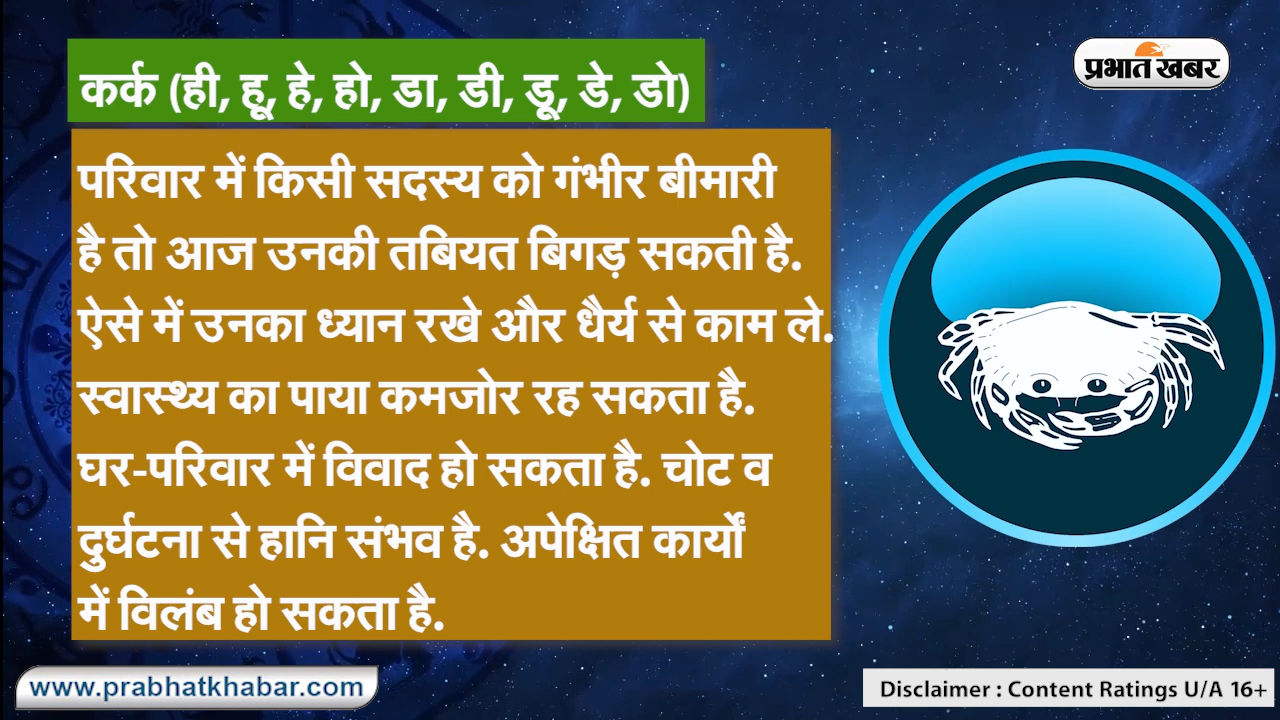 कर्क (ही, हू, हे, हो, डा, डी, डू, डे, डो)
प्रभात खबर
परिवार में किसी सदस्य को गंभीर बीमारी
है तो आज उनकी तबियत बिगड़ सकती है.
ऐसे में उनका ध्यान रखे और धैर्य से काम ले.
स्वास्थ्य का पाया कमजोर रह सकता है.
घर-परिवार में विवाद हो सकता है. चोट व
दुर्घटना से हानि संभव है. अपेक्षित कार्यों
में विलंब हो सकता है.
www.prabhatkhabar.com
Disclaimer : Content Ratings U/A 16+